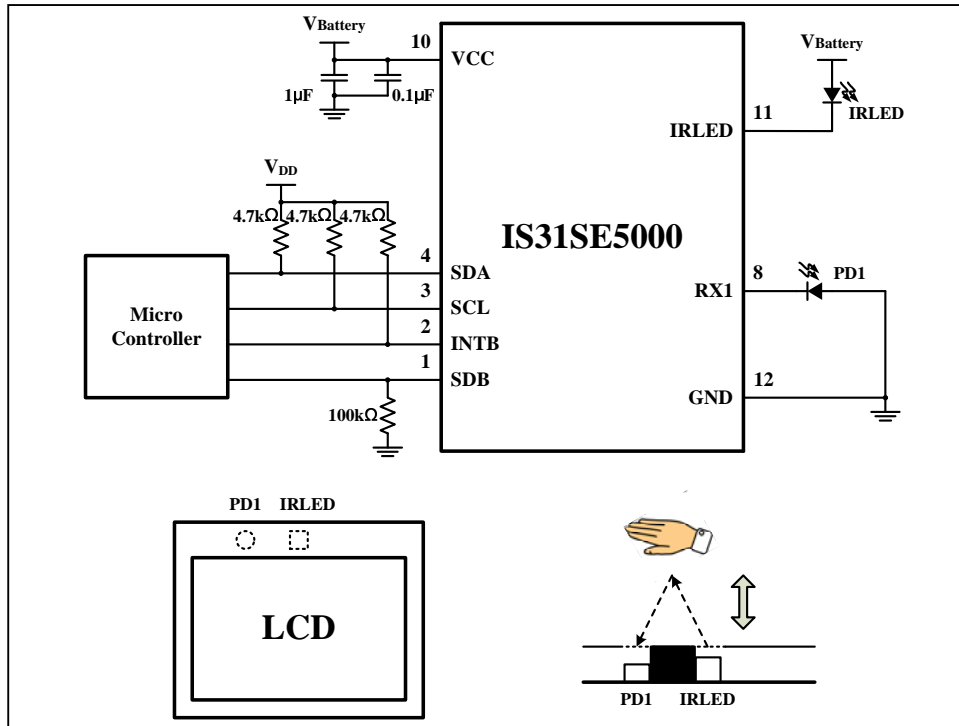 VBattery
10
VCC
1µF
0.1µF
VBattery
IRLED
11
IRLED
VDD
4.7kΩ
4.7kΩ
4.7kΩ
IS31SE5000
Micro
Controller
4
SDA
3
SCL
2
INTB
1
SDB
100kΩ
8
RX1
PD1
12
GND
PD1
IRLED
LCD
PD1
IRLED